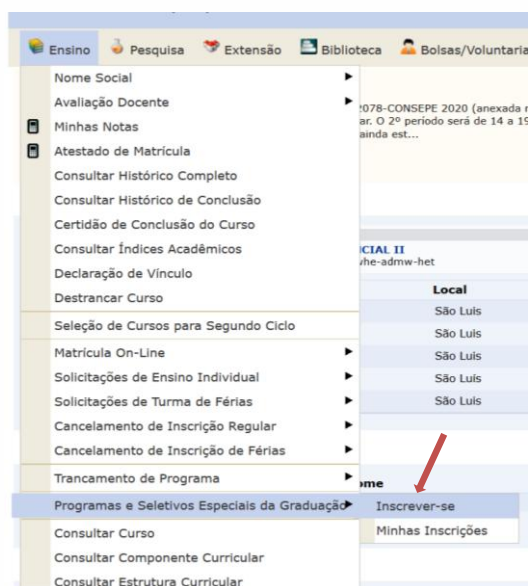 Ensino Pesquisa Extensão Biblioteca Bolsas/Voluntaria
Nome Social
Avaliação Docente
Minhas Notas
Atestado de Matrícula
Consultar Histórico Completo
Consultar Histórico de Conclusão
Certidão de Conclusão do Curso
Consultar Índices Acadêmicos
Declaração de Vínculo
Destrancar Curso
Seleção de Cursos para Segundo Ciclo
Matrícula On-Line
Solicitações de Ensino Individual
Solicitações de Turma de Férias
Cancelamento de Inscrição Regular
Cancelamento de Inscrição de Férias
Trancamento de Programa
Programas e Seletivos Especiais da Graduação
Consultar Curso
Consultar Componente Curricular
Consultar Estrutura Curricular
Inscrever-se
Minhas Inscrições
2078-CONSEPE 2020 (anexada
ar. O 2º período será de 14 a 19
ainda est...
CIAL II
vhe-admw-het
Local
São Luis
São Luis
São Luis
São Luis
São Luis
ome